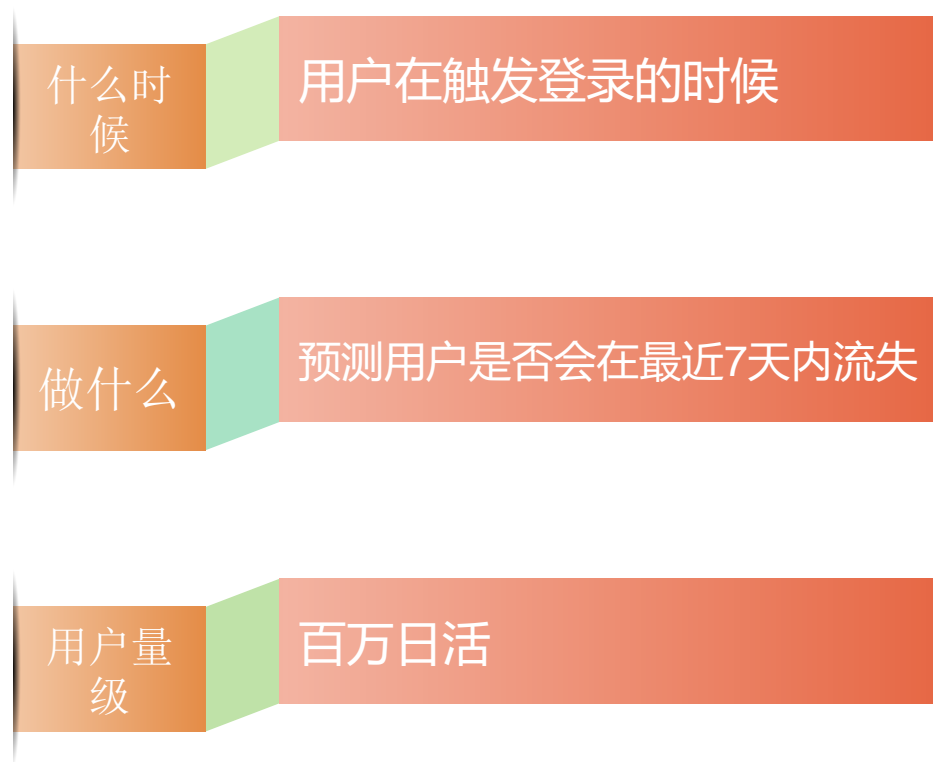 什么时
候
用户在触发登录的时候
做什么
预测用户是否会在最近7天内流失
用户量
级
百万日活